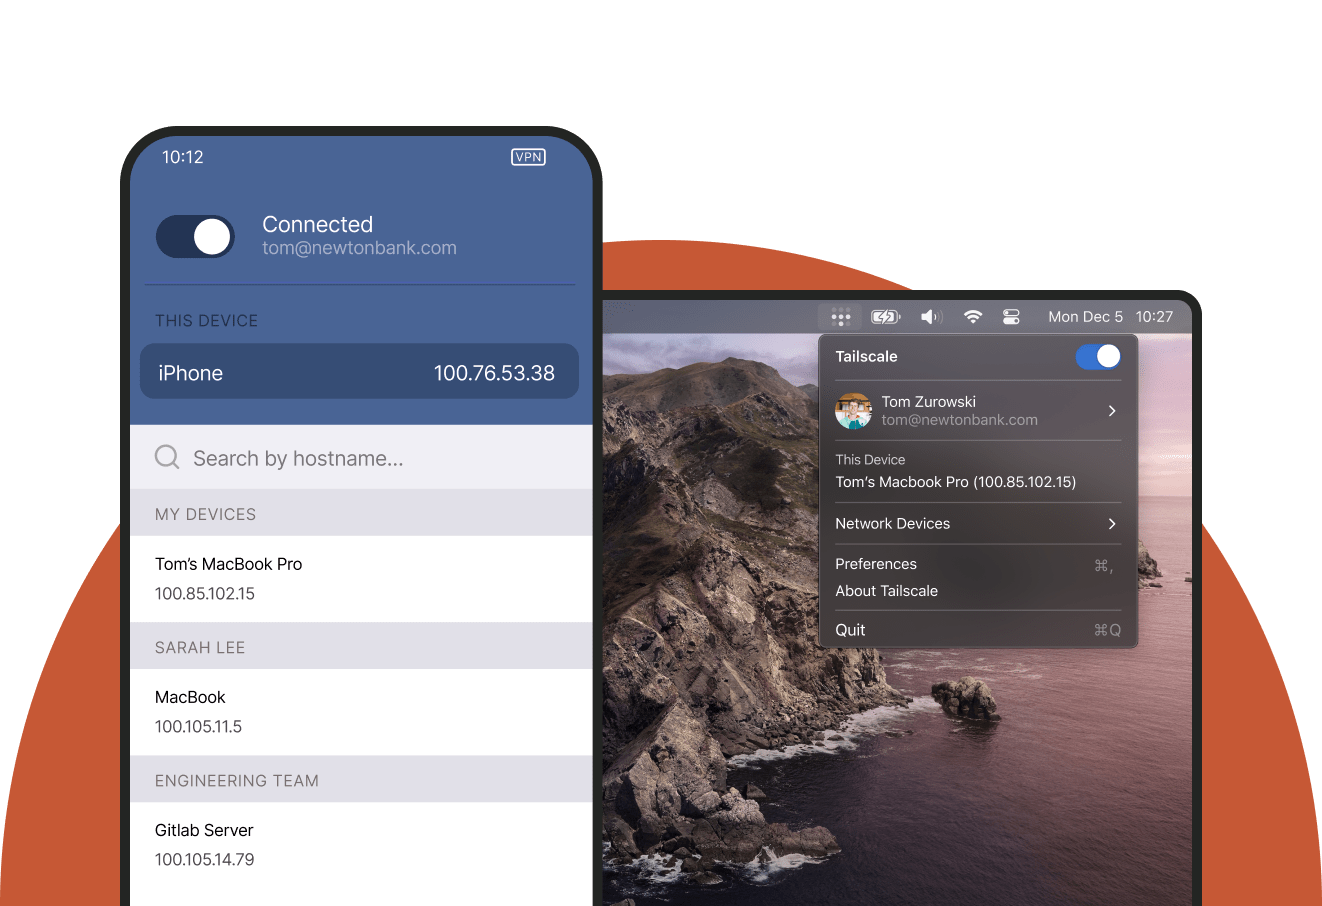 10:12
VPN
Connected
tom@newtonbank.com
THIS DEVICE
iPhone 100.76.53.38
Search by hostname...
MY DEVICES
Tom's MacBook Pro
100.85.102.15
SARAH LEE
MacBook
100.105.11.5
ENGINEERING TEAM
Gitlab Server
100.105.14.79
Mon Dec 5 10:27
Tailscale
Tom Zurowski
tom@newtonbank.com
This Device
Tom's Macbook Pro (100.85.102.15)
Network Devices
Preferences ⌘,
About Tailscale
Quit ⌘Q